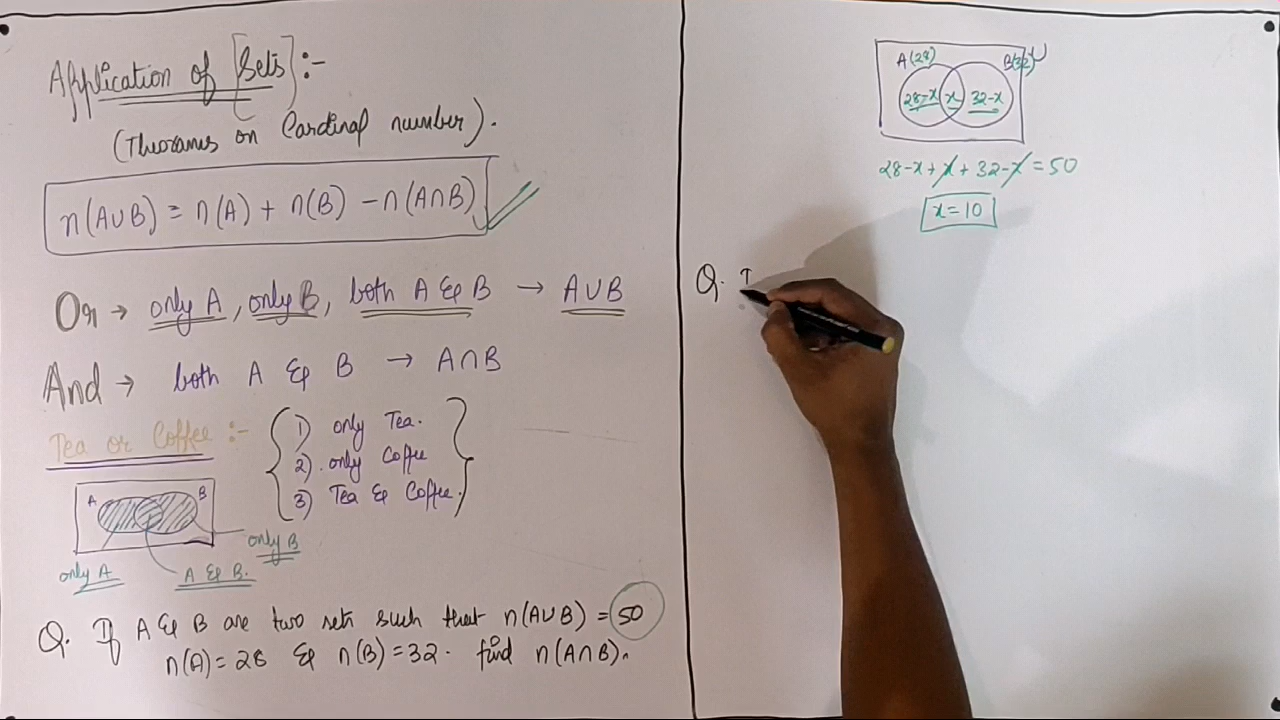 Application of [Sets] :-
(Theorams on Cardinal number).
n(A∪B) = n(A) + n(B) - n(A∩B)
Or → only A, only B, both A & B → A∪B
And → both A & B → A∩B
Tea or Coffee :-
1) only Tea.
2). only Coffee
3) Tea & Coffee.
A B
only B
only A
A & B.
Q. If A & B are two sets such that n(A∪B) = 50
n(A) = 28 & n(B) = 32. find n(A∩B).
A(28) B(32)
28-x x 32-x
28-x+x+32-x = 50
x = 10
Q. I